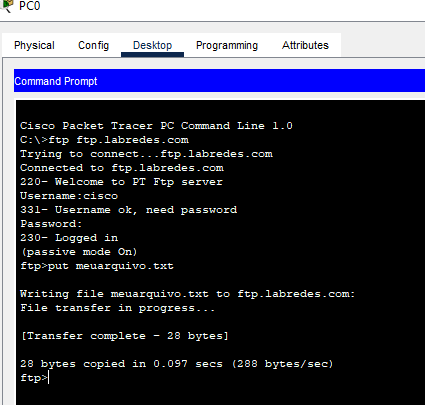 PC0
Physical Config Desktop Programming Attributes
Command Prompt
Cisco Packet Tracer PC Command Line 1.0
C:\>ftp ftp.labredes.com
Trying to connect...ftp.labredes.com
Connected to ftp.labredes.com
220- Welcome to PT Ftp server
Username:cisco
331- Username ok, need password
Password:
230- Logged in
(passive mode On)
ftp>put meuarquivo.txt
Writing file meuarquivo.txt to ftp.labredes.com:
File transfer in progress...
[Transfer complete - 28 bytes]
28 bytes copied in 0.097 secs (288 bytes/sec)
ftp>